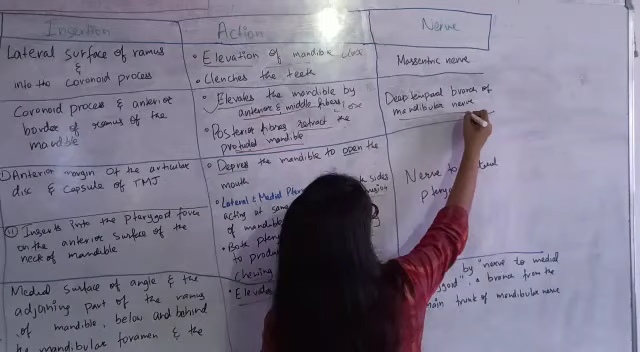 Insertion
Action
Nerve
Lateral surface of ramus
&
into the coronoid process
• Elevation of mandible
• Clenches the teeth
Massentric nerve
Coronoid process & anterior
border of ramus of the
mandible
• Elevates the mandible by
anterior & middle fibers,
• Posterior fibres retract the
protuded mandible
Deep temporal branch of
mandibular nerve
i) Anterior margin of the articular
disc & capsule of TMJ
ii) Inserts into the pterygoid fovea
on the anterior surface of the
neck of mandible
• Depress the mandible to open the
mouth
• Lateral & Medial sides
acting at
of mandible
• Both
to produce
chewing
Nerve to
Medial surface of angle & the
adjoining part of the ramus
of mandible, below and behind
the mandibular foramen & the
• Elevates
by "nerve to medial
a branch from the
main trunk of mandibular nerve